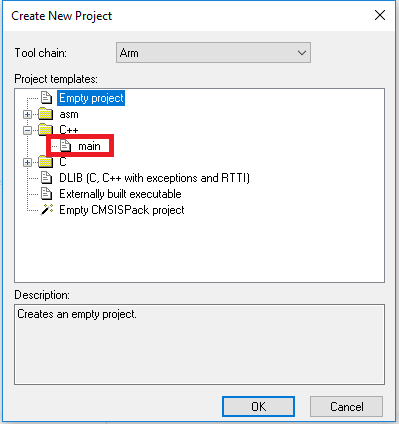 Create New Project
Tool chain: Arm
Project templates:
Empty project
asm
C++
main
C
DLIB (C, C++ with exceptions and RTTI)
Externally built executable
Empty CMSISPack project
Description:
Creates an empty project.
OK Cancel